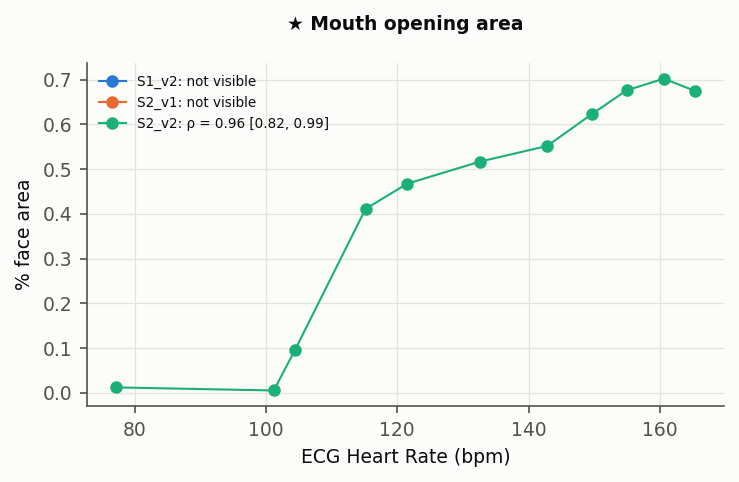 ★ Mouth opening area
S1_v2: not visible
S2_v1: not visible
S2_v2: ρ = 0.96 [0.82, 0.99]
% face area
0.7
0.6
0.5
0.4
0.3
0.2
0.1
0.0
80 100 120 140 160
ECG Heart Rate (bpm)